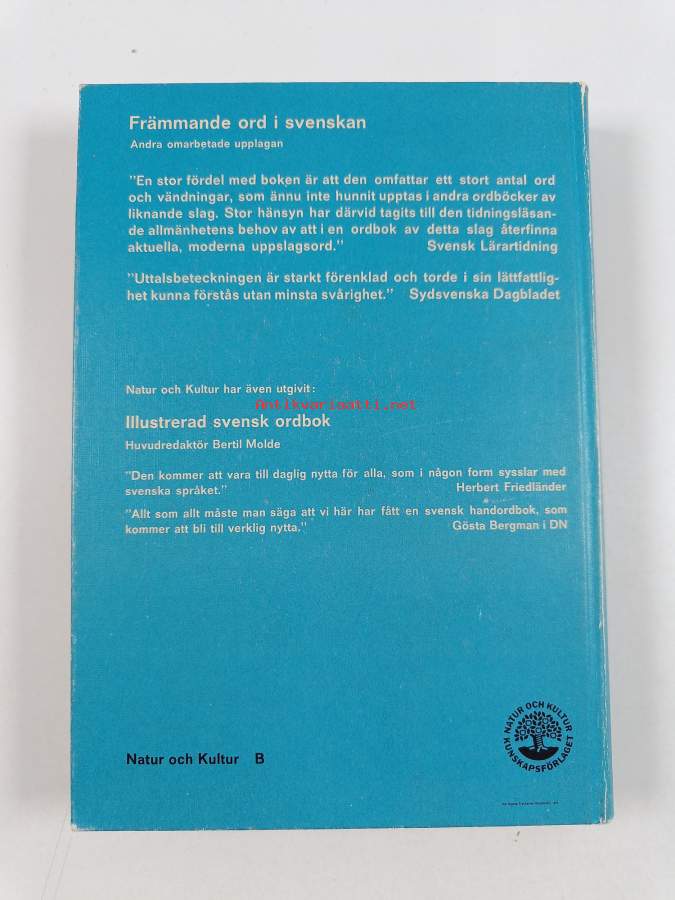 Främmande ord i svenskan
Andra omarbetade upplagan
"En stor fördel med boken är att den omfattar ett stort antal ord
och vändningar, som ännu inte hunnit upptas i andra ordböcker av
liknande slag. Stor hänsyn har därvid tagits till den tidningsläsan-
de allmänhetens behov av att i en ordbok av detta slag återfinna
aktuella, moderna uppslagsord." Svensk Lärartidning
"Uttalsbeteckningen är starkt förenklad och torde i sin lättfattlig-
het kunna förstås utan minsta svårighet." Sydsvenska Dagbladet
Natur och Kultur har även utgivit:
Antikvariaatti.net
Illustrerad svensk ordbok
Huvudredaktör Bertil Molde
"Den kommer att vara till daglig nytta för alla, som i någon form sysslar med
svenska språket." Herbert Friedländer
"Allt som allt måste man säga att vi här har fått en svensk handordbok, som
kommer att bli till verklig nytta." Gösta Bergman i DN
NATUR OCH KULTUR
KUNSKAPSFÖRLAGET
Natur och Kultur B